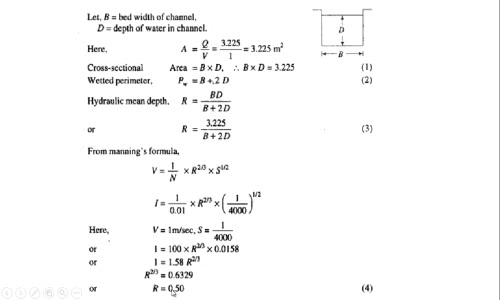 Let, B = bed width of channel,
D = depth of water in channel.
Here, A = Q/V = 3.225/1 = 3.225 m²
D
B
Cross-sectional Area = B × D, ∴ B × D = 3.225 (1)
Wetted perimeter, Pw = B + 2 D (2)
Hydraulic mean depth, R = BD/B + 2D
or R = 3.225/B + 2D (3)
From manning's formula,
V = 1/N × R^2/3 × S^1/2
1 = 1/0.01 × R^2/3 × (1/4000)^1/2
Here, V = 1m/sec, S = 1/4000
or 1 = 100 × R^2/3 × 0.0158
or 1 = 1.58 R^2/3
R^2/3 = 0.6329
or R = 0.50 (4)